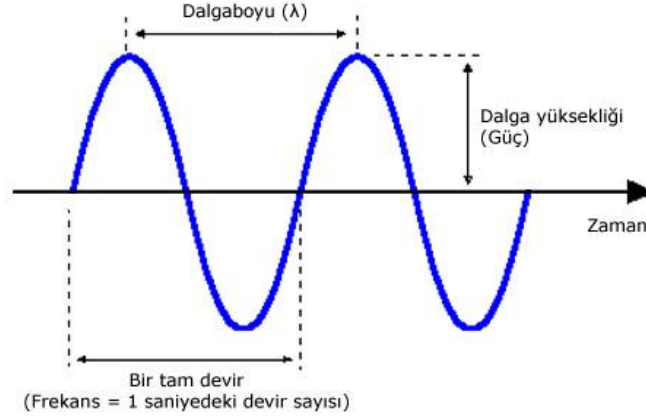 Dalgaboyu (λ)
Dalga yüksekliği
(Güç)
Zaman
Bir tam devir
(Frekans = 1 saniyedeki devir sayısı)